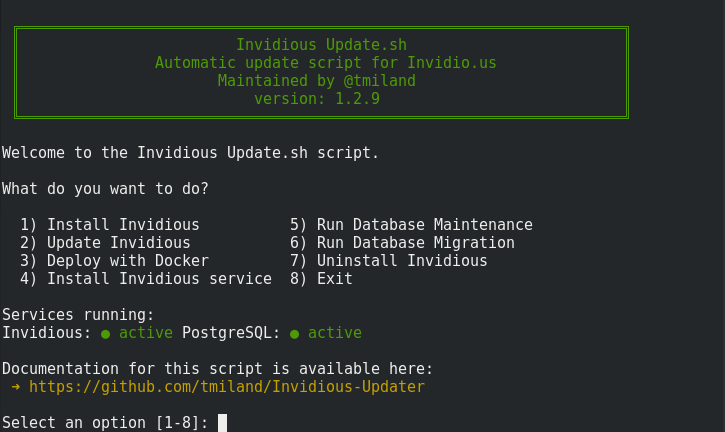 Invidious Update.sh
Automatic update script for Invidio.us
Maintained by @tmiland
version: 1.2.9
Welcome to the Invidious Update.sh script.
What do you want to do?
1) Install Invidious 5) Run Database Maintenance
2) Update Invidious 6) Run Database Migration
3) Deploy with Docker 7) Uninstall Invidious
4) Install Invidious service 8) Exit
Services running:
Invidious: ● active PostgreSQL: ● active
Documentation for this script is available here:
➔ https://github.com/tmiland/Invidious-Updater
Select an option [1-8]: